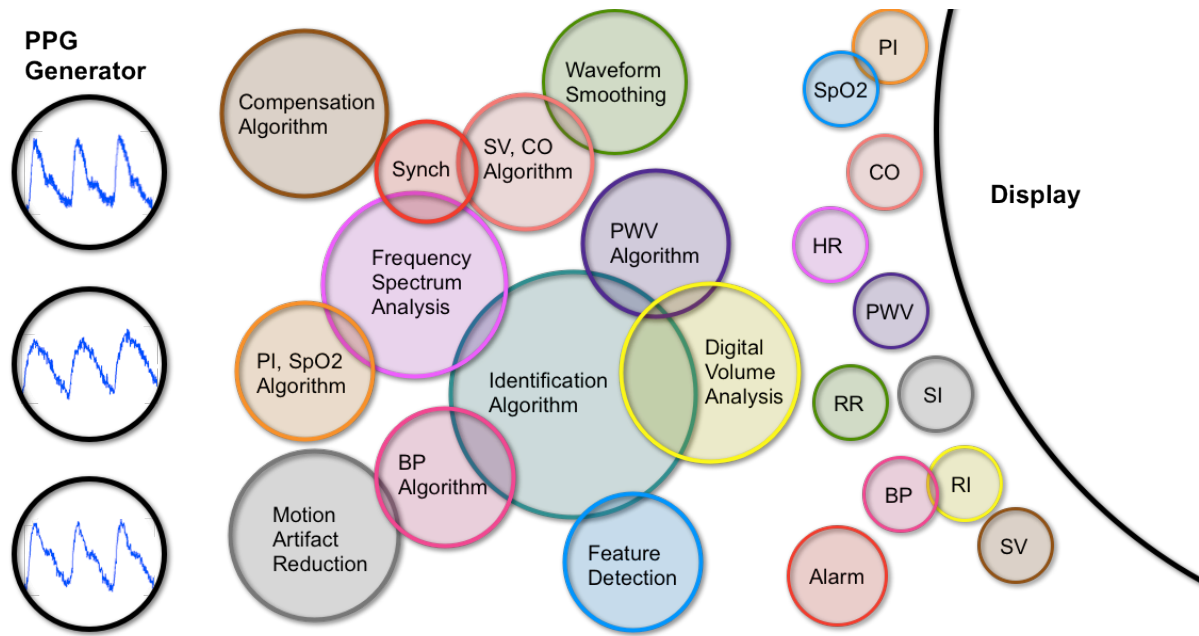 PPG
Generator
Compensation
Algorithm
Synch
SV, CO
Algorithm
Waveform
Smoothing
Frequency
Spectrum
Analysis
PWV
Algorithm
PI, SpO2
Algorithm
Identification
Algorithm
Digital
Volume
Analysis
BP
Algorithm
Motion
Artifact
Reduction
Feature
Detection
PI
SpO2
CO
HR
PWV
SI
RR
RI
BP
SV
Alarm
Display